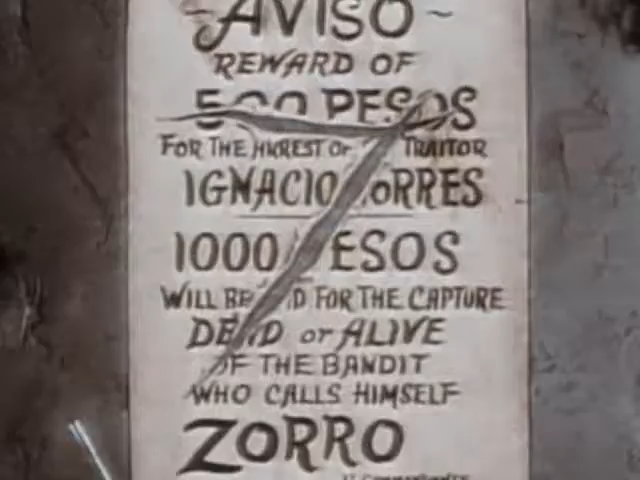 ~AVISO~
REWARD OF
500 PESOS
FOR THE ARREST OF TRAITOR
IGNACIO TORRES
1000 PESOS
WILL BE PAID FOR THE CAPTURE
DEAD or ALIVE
OF THE BANDIT
WHO CALLS HIMSELF
ZORRO